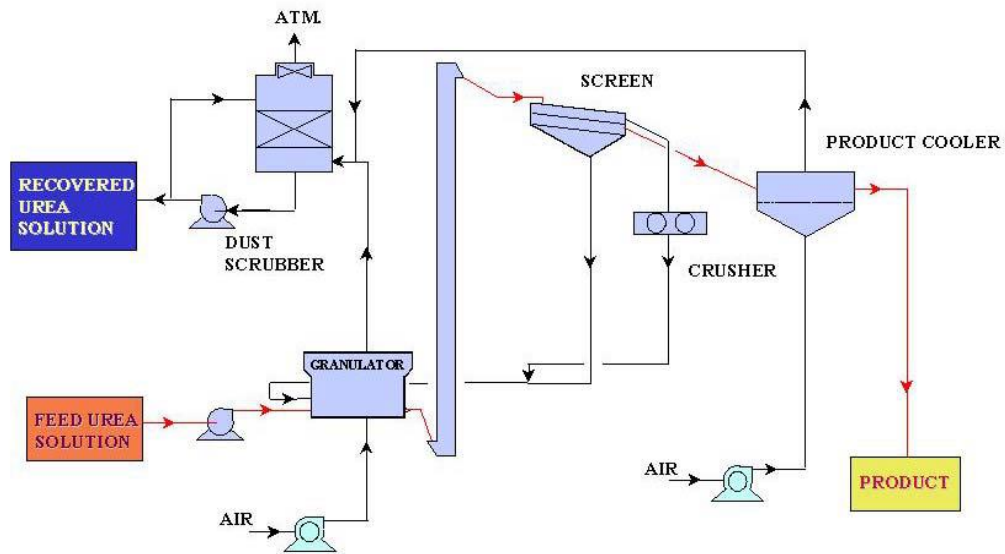 ATM.
SCREEN
PRODUCT COOLER
RECOVERED
UREA
SOLUTION
DUST
SCRUBBER
CRUSHER
GRANULATOR
FEED UREA
SOLUTION
AIR
PRODUCT
AIR